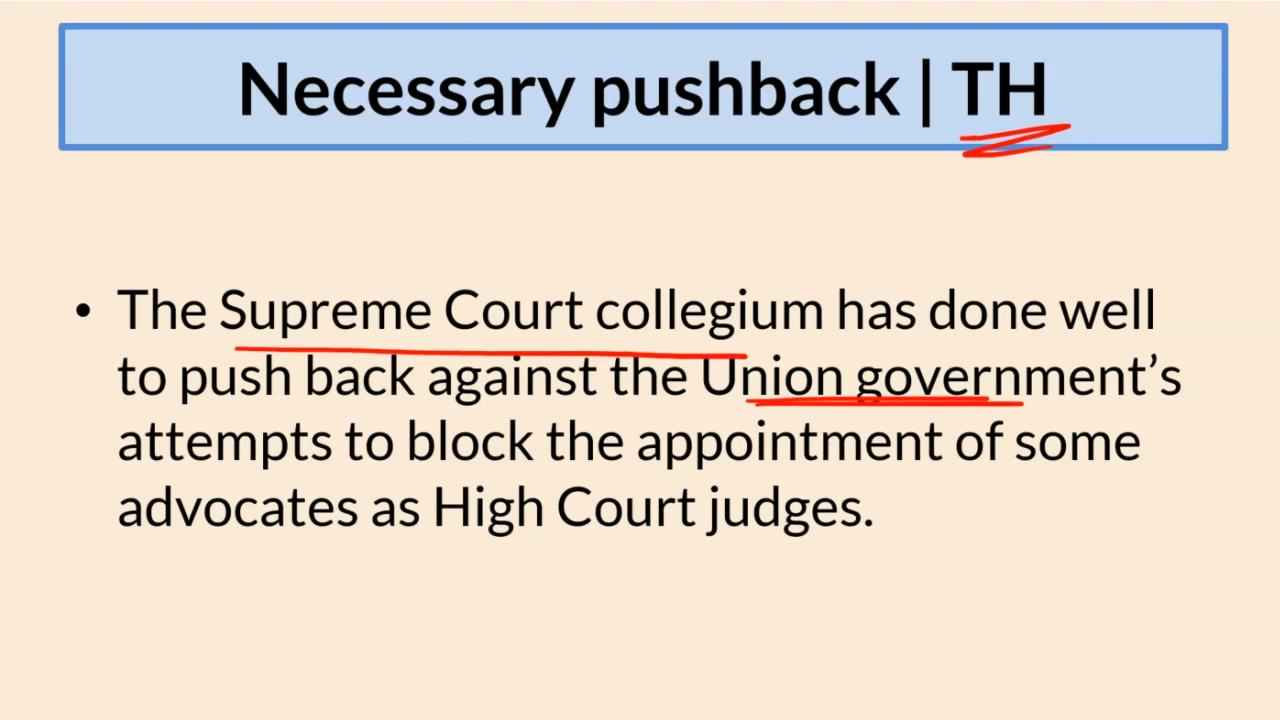 Necessary pushback | TH
• The Supreme Court collegium has done well
to push back against the Union government’s
attempts to block the appointment of some
advocates as High Court judges.